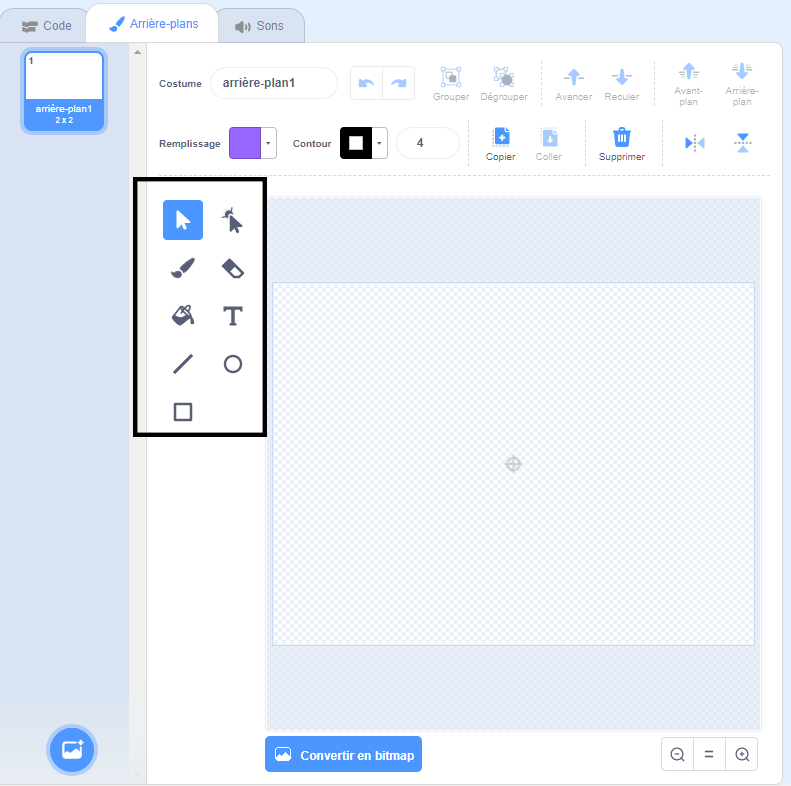 Code
Arrière-plans
Sons
1
arrière-plan1
2 x 2
Costume
arrière-plan1
Grouper
Dégrouper
Avancer
Reculer
Avant-
plan
Arrière-
plan
Remplissage
Contour
4
Copier
Coller
Supprimer
T
Convertir en bitmap